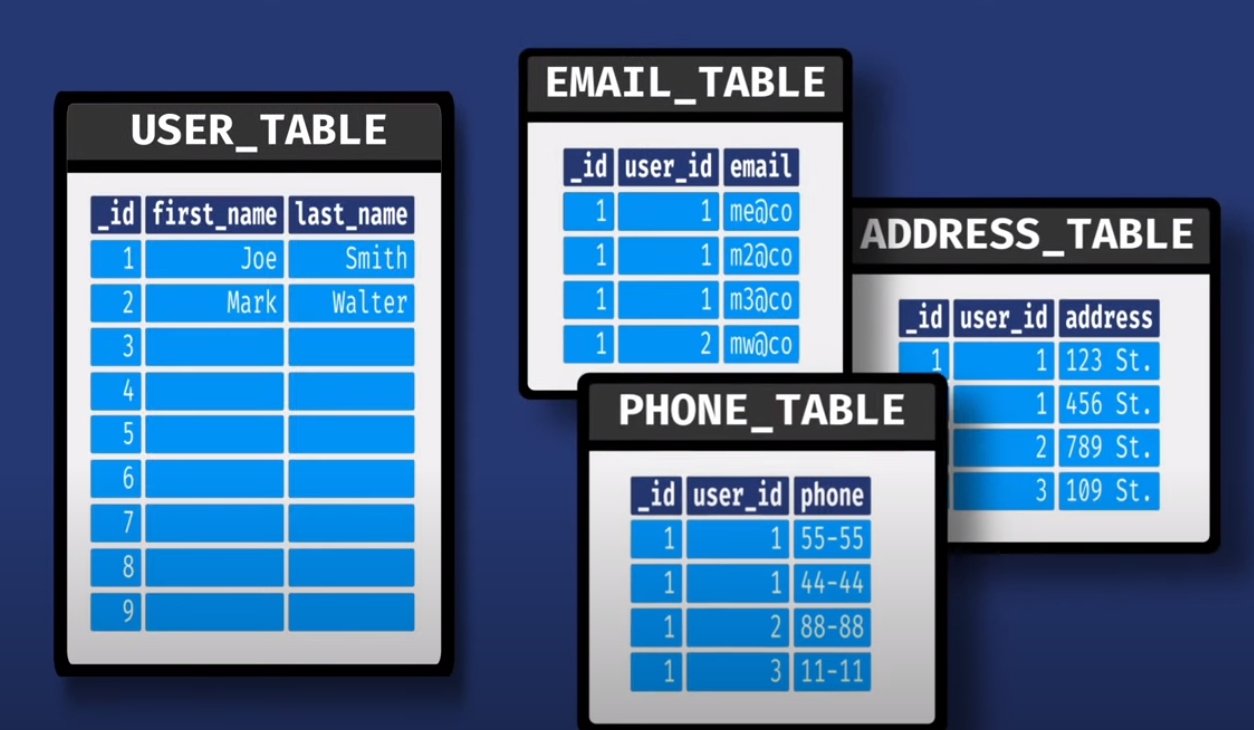 USER_TABLE
_id first_name last_name
1 Joe Smith
2 Mark Walter
3
4
5
6
7
8
9
EMAIL_TABLE
_id user_id email
1 1 me@co
1 1 m2@co
1 1 m3@co
1 2 mw@co
ADDRESS_TABLE
_id user_id address
1 1 123 St.
1 456 St.
2 789 St.
3 109 St.
PHONE_TABLE
_id user_id phone
1 1 55-55
1 1 44-44
1 2 88-88
1 3 11-11